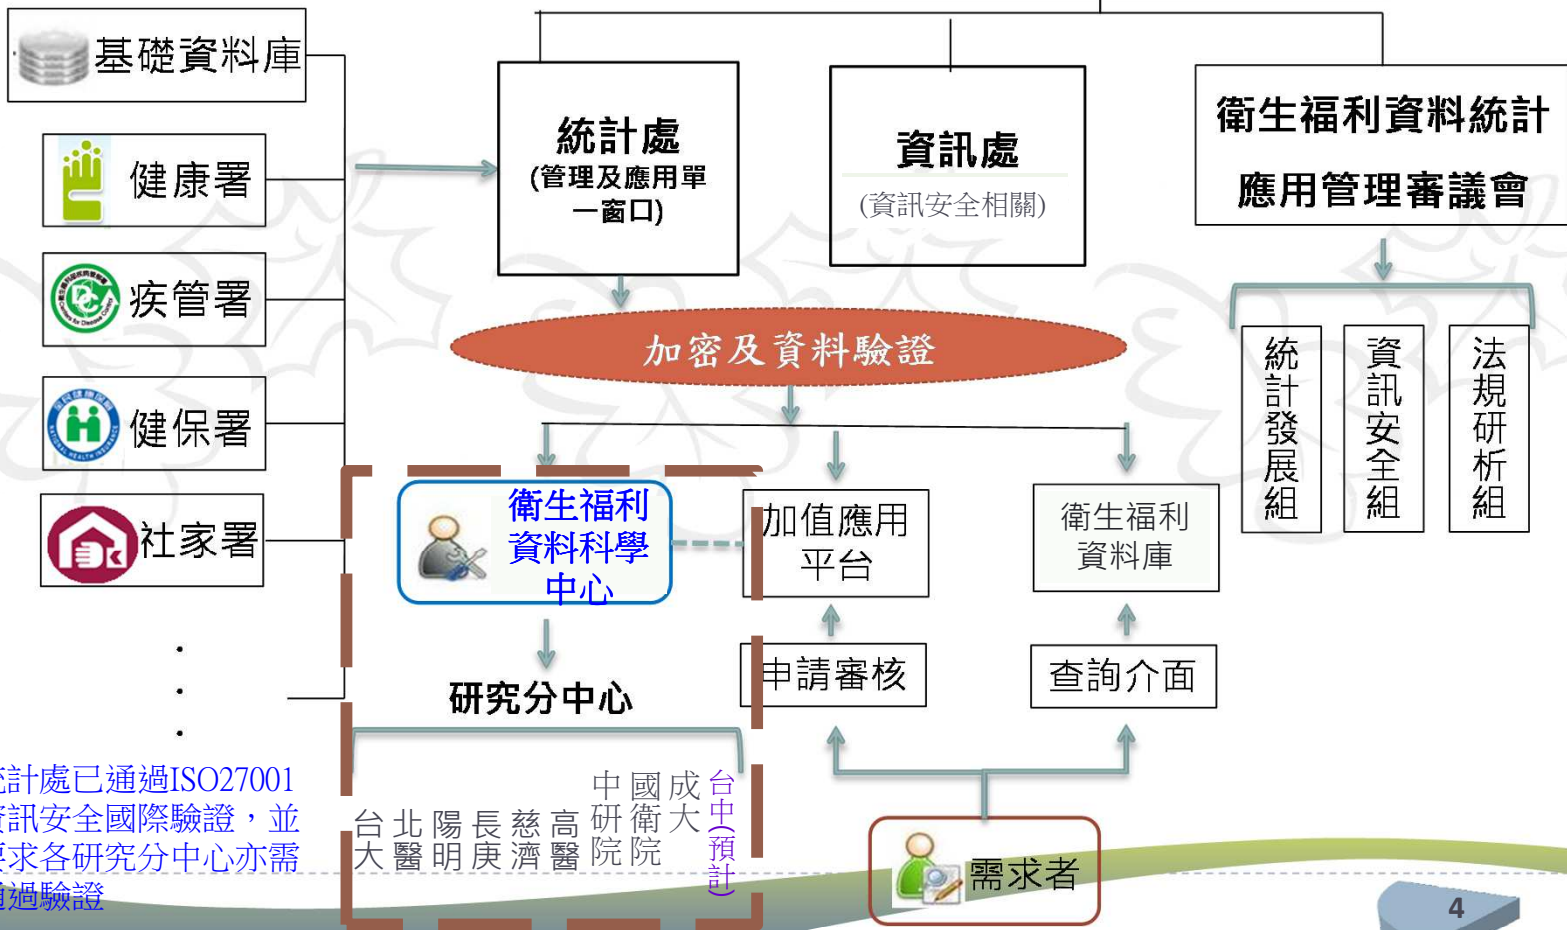 基礎資料庫
健康署
疾管署
健保署
社家署
統計處
(管理及應用單
一窗口)
資訊處
(資訊安全相關)
衛生福利資料統計
應用管理審議會
統計發展組
資訊安全組
法規研析組
加密及資料驗證
衛生福利
資料科學
中心
加值應用
平台
衛生福利
資料庫
研究分中心
申請審核
查詢介面
台大
北醫
陽明
長庚
慈濟
高醫
中研院
國衛院
成大
台中(預計)
需求者
統計處已通過ISO27001
資訊安全國際驗證，並
要求各研究分中心亦需
通過驗證
4